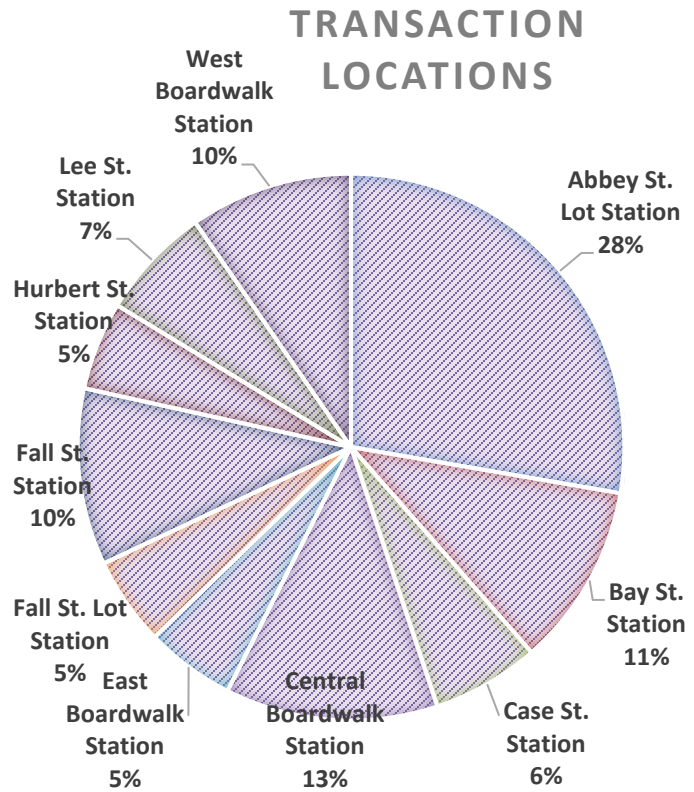 TRANSACTION
LOCATIONS
West
Boardwalk
Station
10%
Abbey St.
Lot Station
28%
Lee St.
Station
7%
Hurbert St.
Station
5%
Fall St.
Station
10%
Bay St.
Station
11%
Fall St. Lot
Station
5%
East
Boardwalk
Station
5%
Central
Boardwalk
Station
13%
Case St.
Station
6%